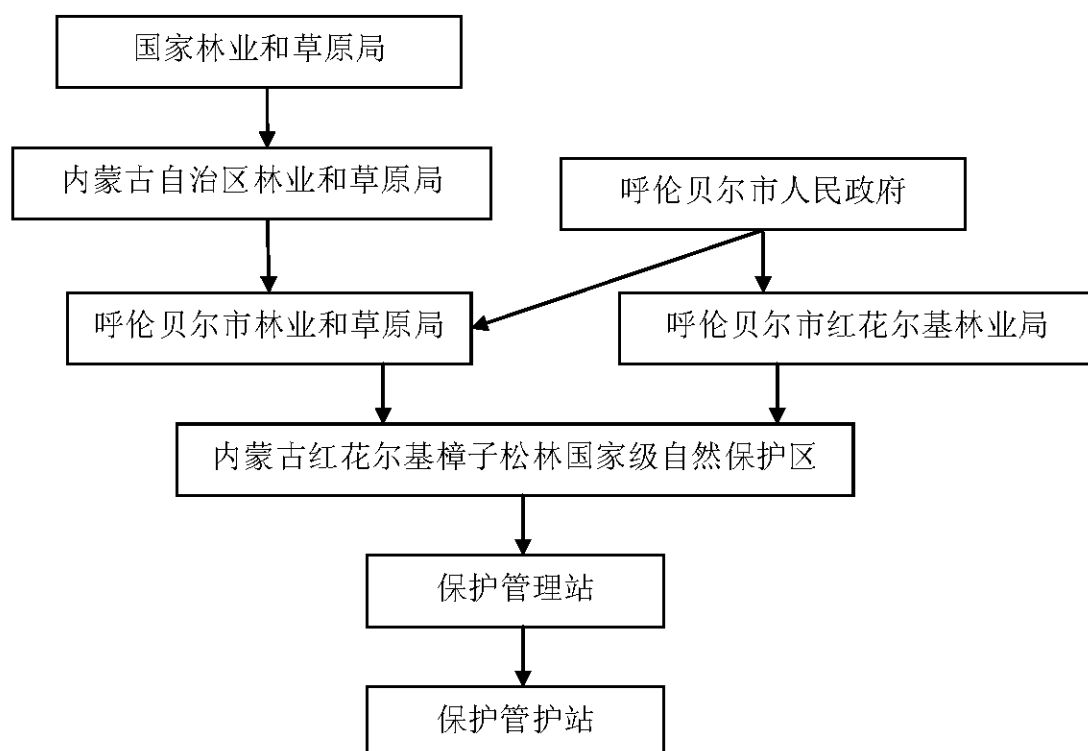 国家林业和草原局
内蒙古自治区林业和草原局
呼伦贝尔市人民政府
呼伦贝尔市林业和草原局
呼伦贝尔市红花尔基林业局
内蒙古红花尔基樟子松林国家级自然保护区
保护管理站
保护管护站